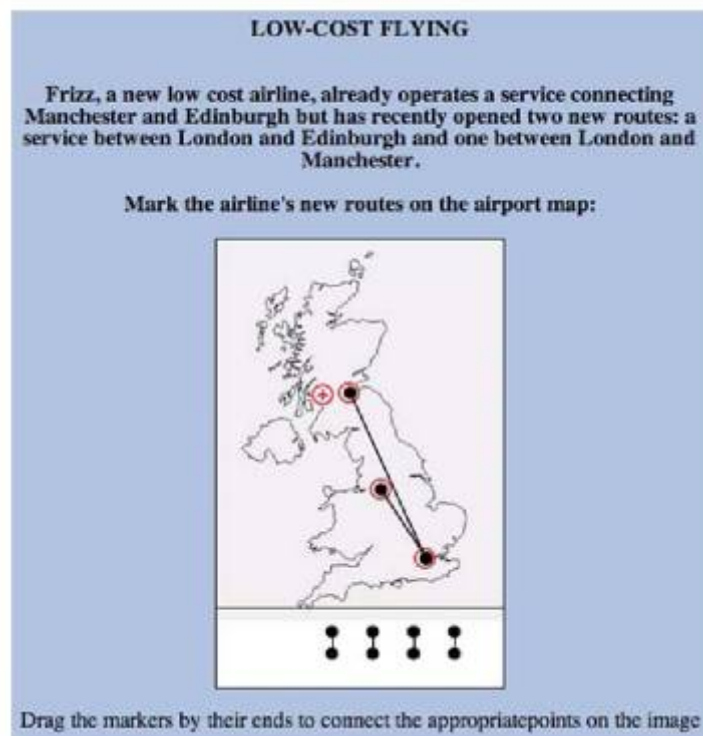 LOW-COST FLYING
Frizz, a new low cost airline, already operates a service connecting
Manchester and Edinburgh but has recently opened two new routes: a
service between London and Edinburgh and one between London and
Manchester.
Mark the airline's new routes on the airport map:
Drag the markers by their ends to connect the appropriatepoints on the image